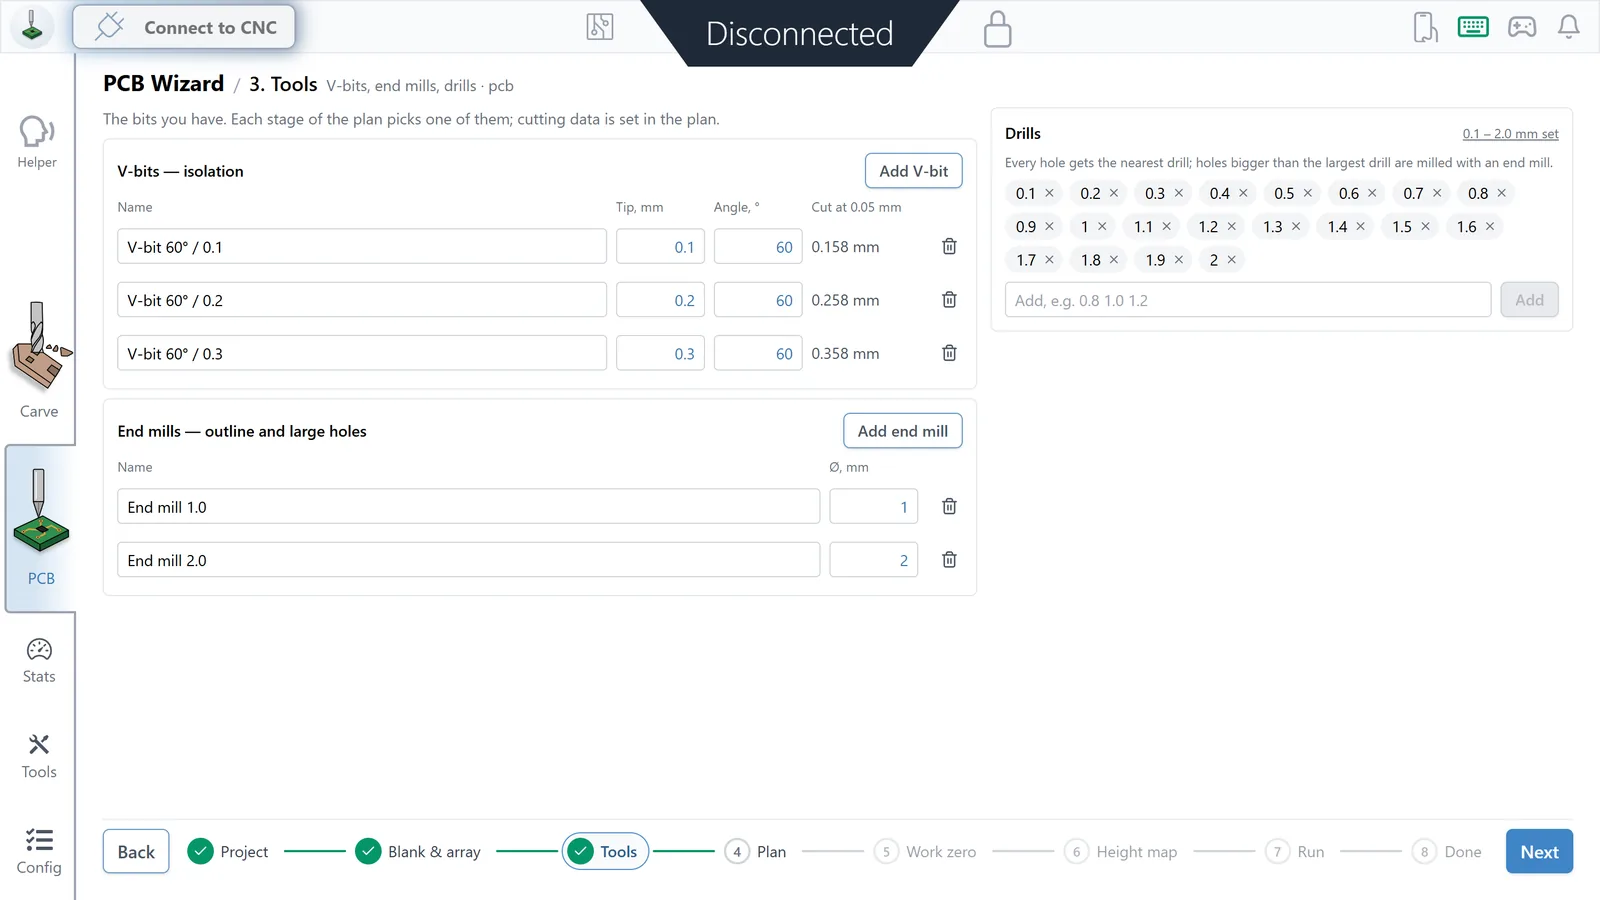 Connect to CNC
Disconnected
PCB Wizard / 3. Tools V-bits, end mills, drills · pcb
The bits you have. Each stage of the plan picks one of them; cutting data is set in the plan.
Helper
Carve
PCB
Stats
Tools
Config
V-bits — isolation
Add V-bit
Name Tip, mm Angle, ° Cut at 0.05 mm
V-bit 60° / 0.1 0.1 60 0.158 mm
V-bit 60° / 0.2 0.2 60 0.258 mm
V-bit 60° / 0.3 0.3 60 0.358 mm
End mills — outline and large holes
Add end mill
Name Ø, mm
End mill 1.0 1
End mill 2.0 2
Drills
0.1 – 2.0 mm set
Every hole gets the nearest drill; holes bigger than the largest drill are milled with an end mill.
0.1 × 0.2 × 0.3 × 0.4 × 0.5 × 0.6 × 0.7 × 0.8 ×
0.9 × 1 × 1.1 × 1.2 × 1.3 × 1.4 × 1.5 × 1.6 ×
1.7 × 1.8 × 1.9 × 2 ×
Add, e.g. 0.8 1.0 1.2
Add
Back
Project
Blank & array
Tools
4 Plan
5 Work zero
6 Height map
7 Run
8 Done
Next